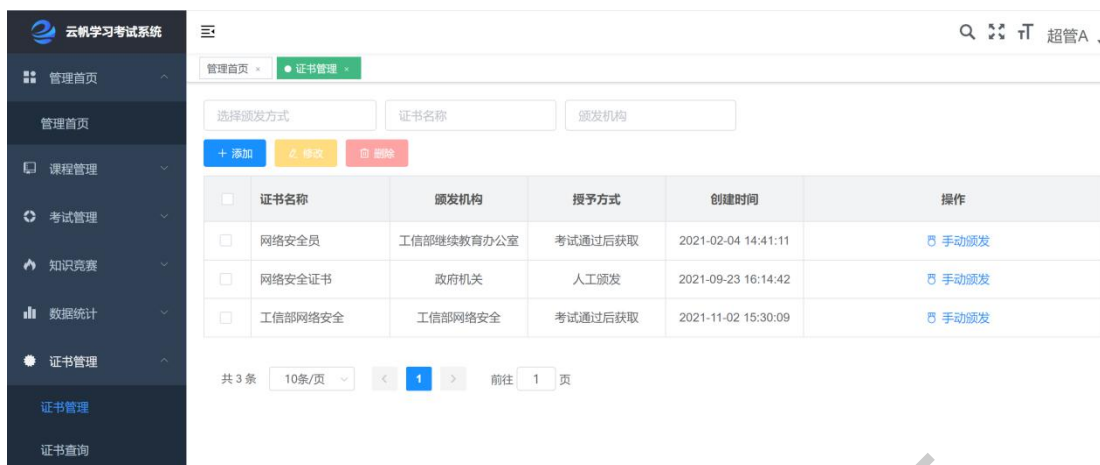 云帆学习考试系统
超管A
管理首页
管理首页 × ● 证书管理 ×
管理首页
选择颁发方式 证书名称 颁发机构
课程管理
+ 添加 修改 删除
考试管理
证书名称 颁发机构 授予方式 创建时间 操作
网络安全员 工信部继续教育办公室 考试通过后获取 2021-02-04 14:41:11 手动颁发
知识竞赛
网络安全证书 政府机关 人工颁发 2021-09-23 16:14:42 手动颁发
数据统计
工信部网络安全 工信部网络安全 考试通过后获取 2021-11-02 15:30:09 手动颁发
证书管理
共 3 条 10条/页 < 1 > 前往 1 页
证书管理
证书查询